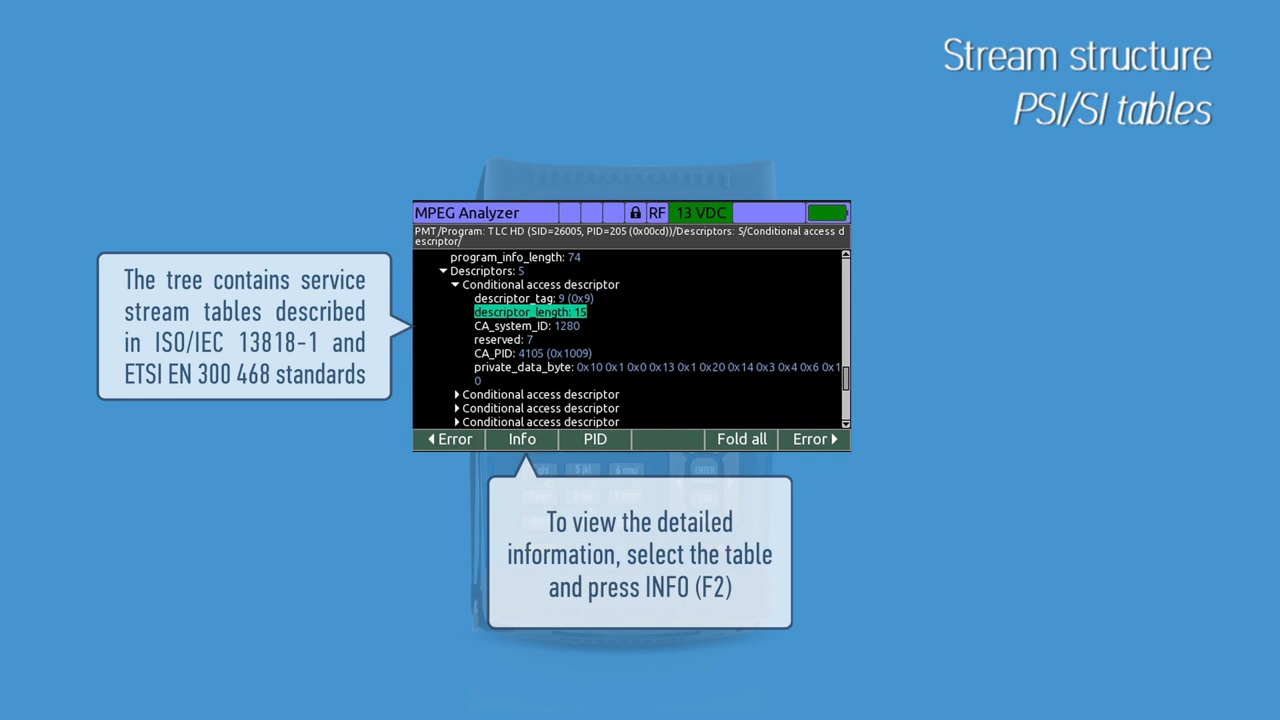 Stream structure
PSI/SI tables
MPEG Analyzer
RF
13 VDC
PMT/Program: TLC HD (SID=26005, PID=205 (0x00cd))/Descriptors: 5/Conditional access d
escriptor/
program_info_length: 74
Descriptors: 5
Conditional access descriptor
descriptor_tag: 9 (0x9)
descriptor_length: 15
CA_system_ID: 1280
reserved: 7
CA_PID: 4105 (0x1009)
private_data_byte: 0x10 0x1 0x0 0x13 0x1 0x20 0x14 0x3 0x4 0x6 0x1
0
Conditional access descriptor
Conditional access descriptor
Conditional access descriptor
Error
Info
PID
Fold all
Error
The tree contains service
stream tables described
in ISO/IEC 13818-1 and
ETSI EN 300 468 standards
5 jkl
6 mno
ENTER
To view the detailed
information, select the table
and press INFO (F2)